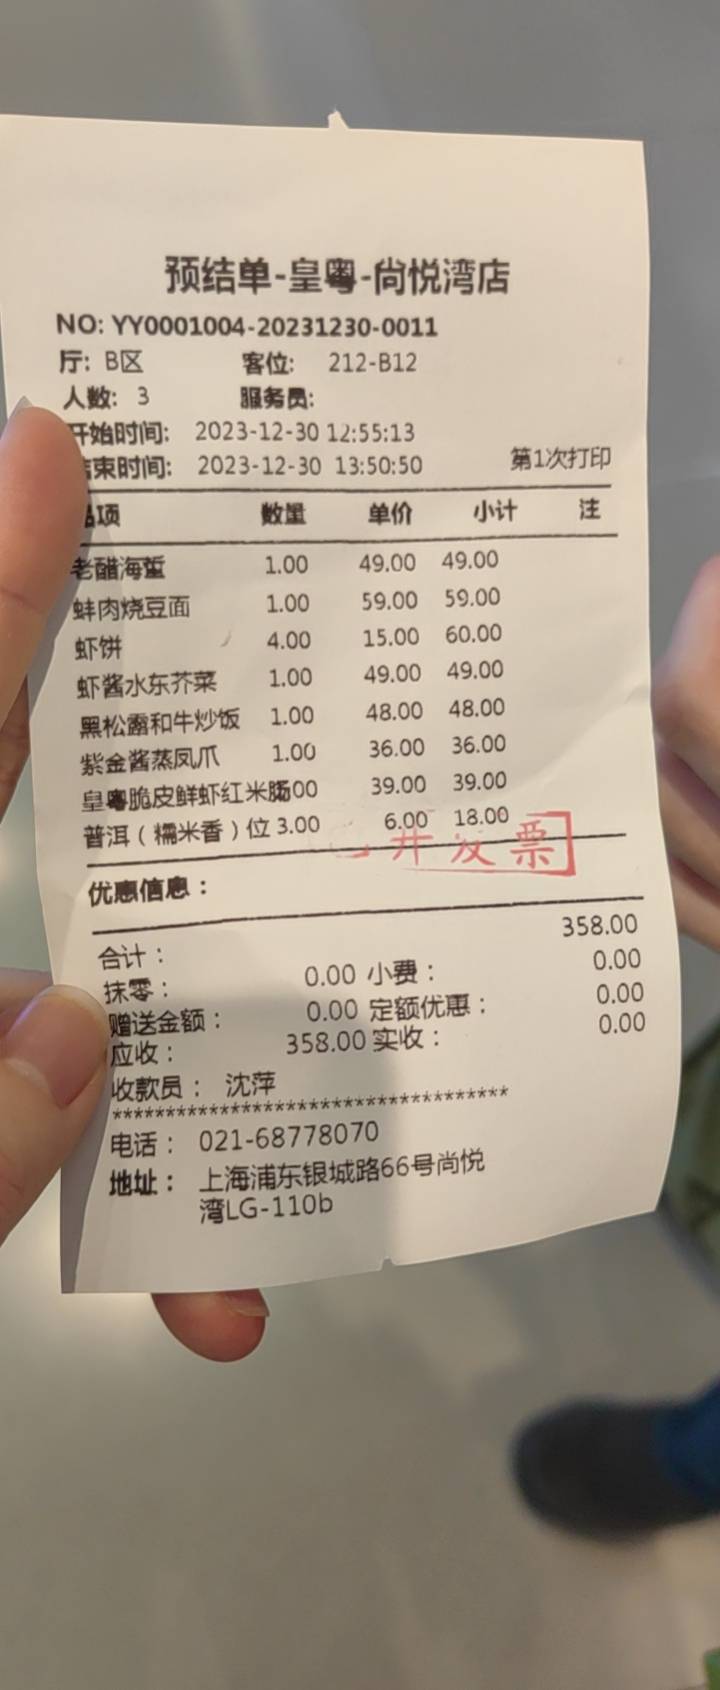 预结单-皇粤-尚悦湾店
NO: YY0001004-20231230-0011
厅: B区 客位: 212-B12
人数: 3 服务员:
开始时间: 2023-12-30 12:55:13
结束时间: 2023-12-30 13:50:50 第1次打印
品项 数量 单价 小计 注
老醋海蜇 1.00 49.00 49.00
蚌肉烧豆面 1.00 59.00 59.00
虾饼 4.00 15.00 60.00
虾酱水东芥菜 1.00 49.00 49.00
黑松露和牛炒饭 1.00 48.00 48.00
紫金酱蒸凤爪 1.00 36.00 36.00
皇粤脆皮鲜虾红米肠 39.00 39.00
普洱（糯米香）位 3.00 6.00 18.00
开发票
优惠信息：
合计： 358.00
抹零： 0.00 小费： 0.00
赠送金额： 0.00 定额优惠： 0.00
应收： 358.00 实收： 0.00
收款员： 沈萍
************************************
电话： 021-68778070
地址： 上海浦东银城路66号尚悦
湾LG-110b